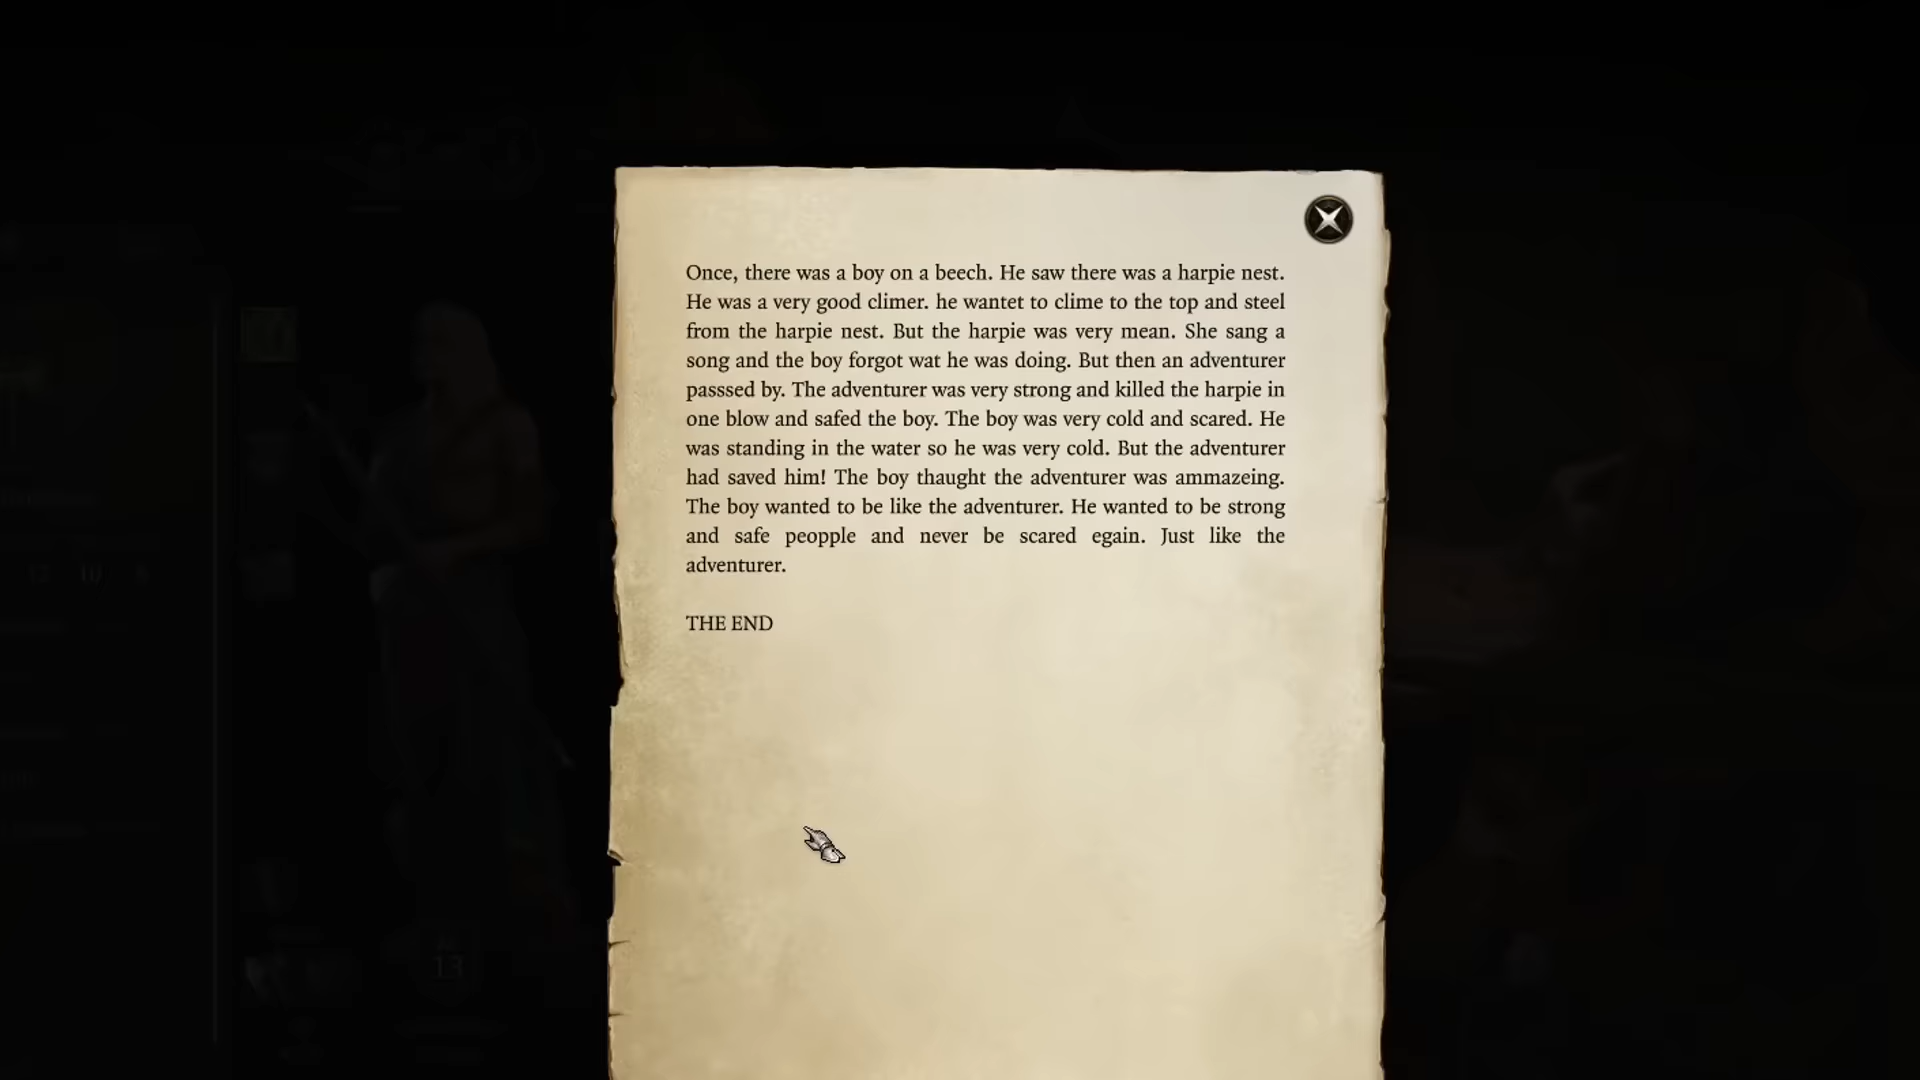 Once, there was a boy on a beech. He saw there was a harpie nest.
He was a very good climer. he wantet to clime to the top and steel
from the harpie nest. But the harpie was very mean. She sang a
song and the boy forgot wat he was doing. But then an adventurer
passsed by. The adventurer was very strong and killed the harpie in
one blow and safed the boy. The boy was very cold and scared. He
was standing in the water so he was very cold. But the adventurer
had saved him! The boy thaught the adventurer was ammazeing.
The boy wanted to be like the adventurer. He wanted to be strong
and safe peopple and never be scared egain. Just like the
adventurer.
THE END
13